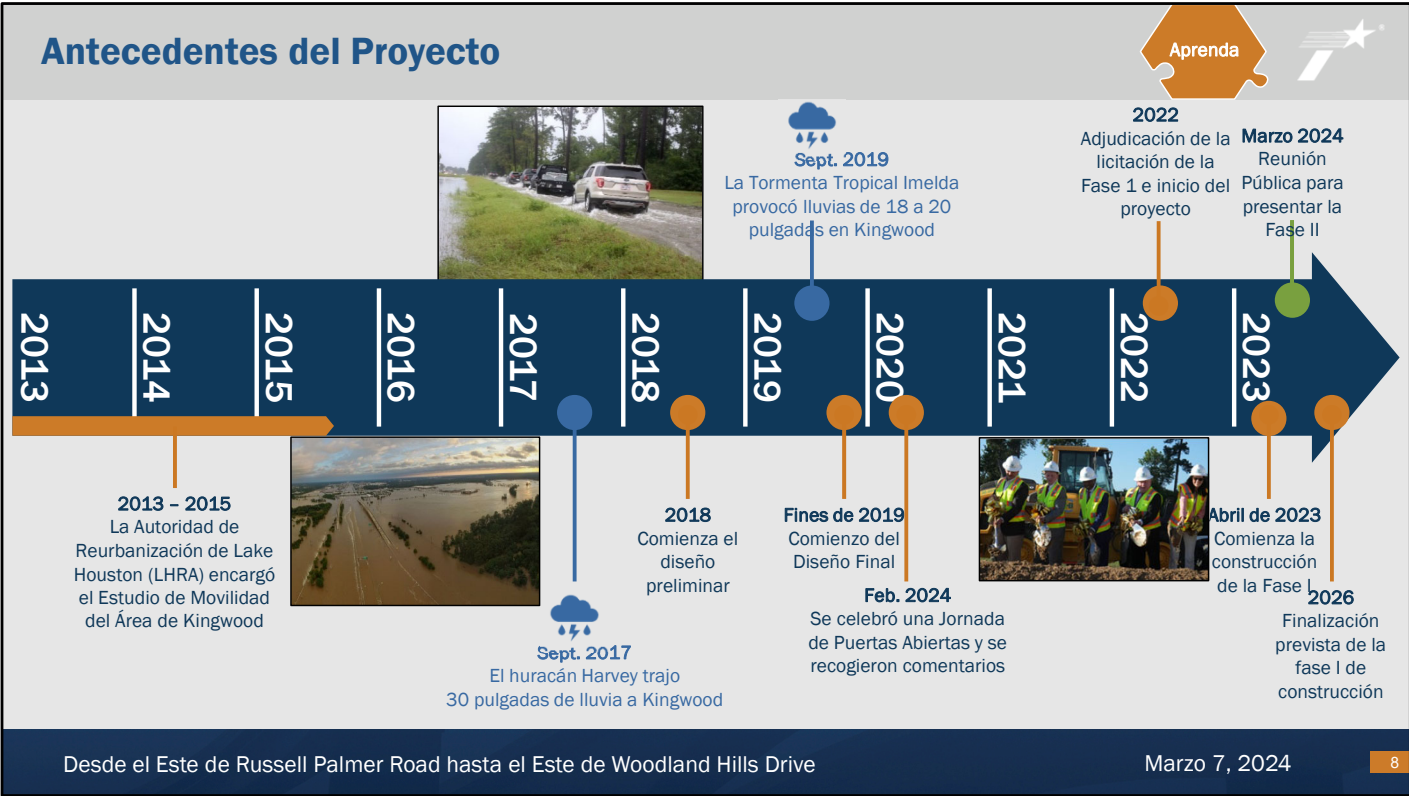 Antecedentes del Proyecto
Aprenda
Sept. 2019
La Tormenta Tropical Imelda
provocó lluvias de 18 a 20
pulgadas en Kingwood
2022
Adjudicación de la
licitación de la
Fase 1 e inicio del
proyecto
Marzo 2024
Reunión
Pública para
presentar la
Fase II
2013
2014
2015
2016
2017
2018
2019
2020
2021
2022
2023
2013 – 2015
La Autoridad de
Reurbanización de Lake
Houston (LHRA) encargó
el Estudio de Movilidad
del Área de Kingwood
Sept. 2017
El huracán Harvey trajo
30 pulgadas de lluvia a Kingwood
2018
Comienza el
diseño
preliminar
Fines de 2019
Comienzo del
Diseño Final
Feb. 2024
Se celebró una Jornada
de Puertas Abiertas y se
recogieron comentarios
Abril de 2023
Comienza la
construcción
de la Fase I
2026
Finalización
prevista de la
fase I de
construcción
Desde el Este de Russell Palmer Road hasta el Este de Woodland Hills Drive
Marzo 7, 2024
8